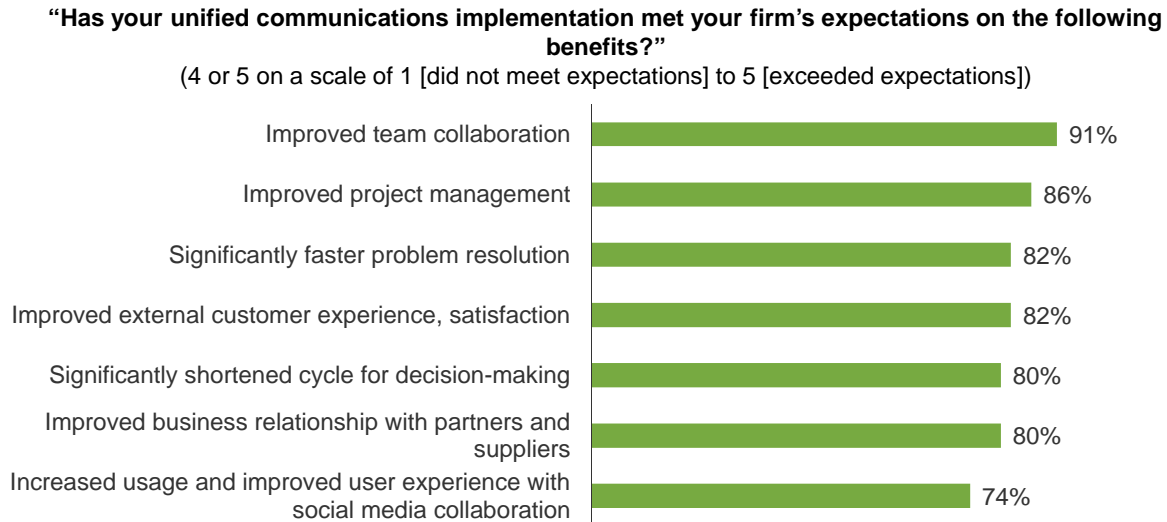 “Has your unified communications implementation met your firm’s expectations on the following
benefits?”
(4 or 5 on a scale of 1 [did not meet expectations] to 5 [exceeded expectations])
Improved team collaboration
91%
Improved project management
86%
Significantly faster problem resolution
82%
Improved external customer experience, satisfaction
82%
Significantly shortened cycle for decision-making
80%
Improved business relationship with partners and
suppliers
80%
Increased usage and improved user experience with
social media collaboration
74%